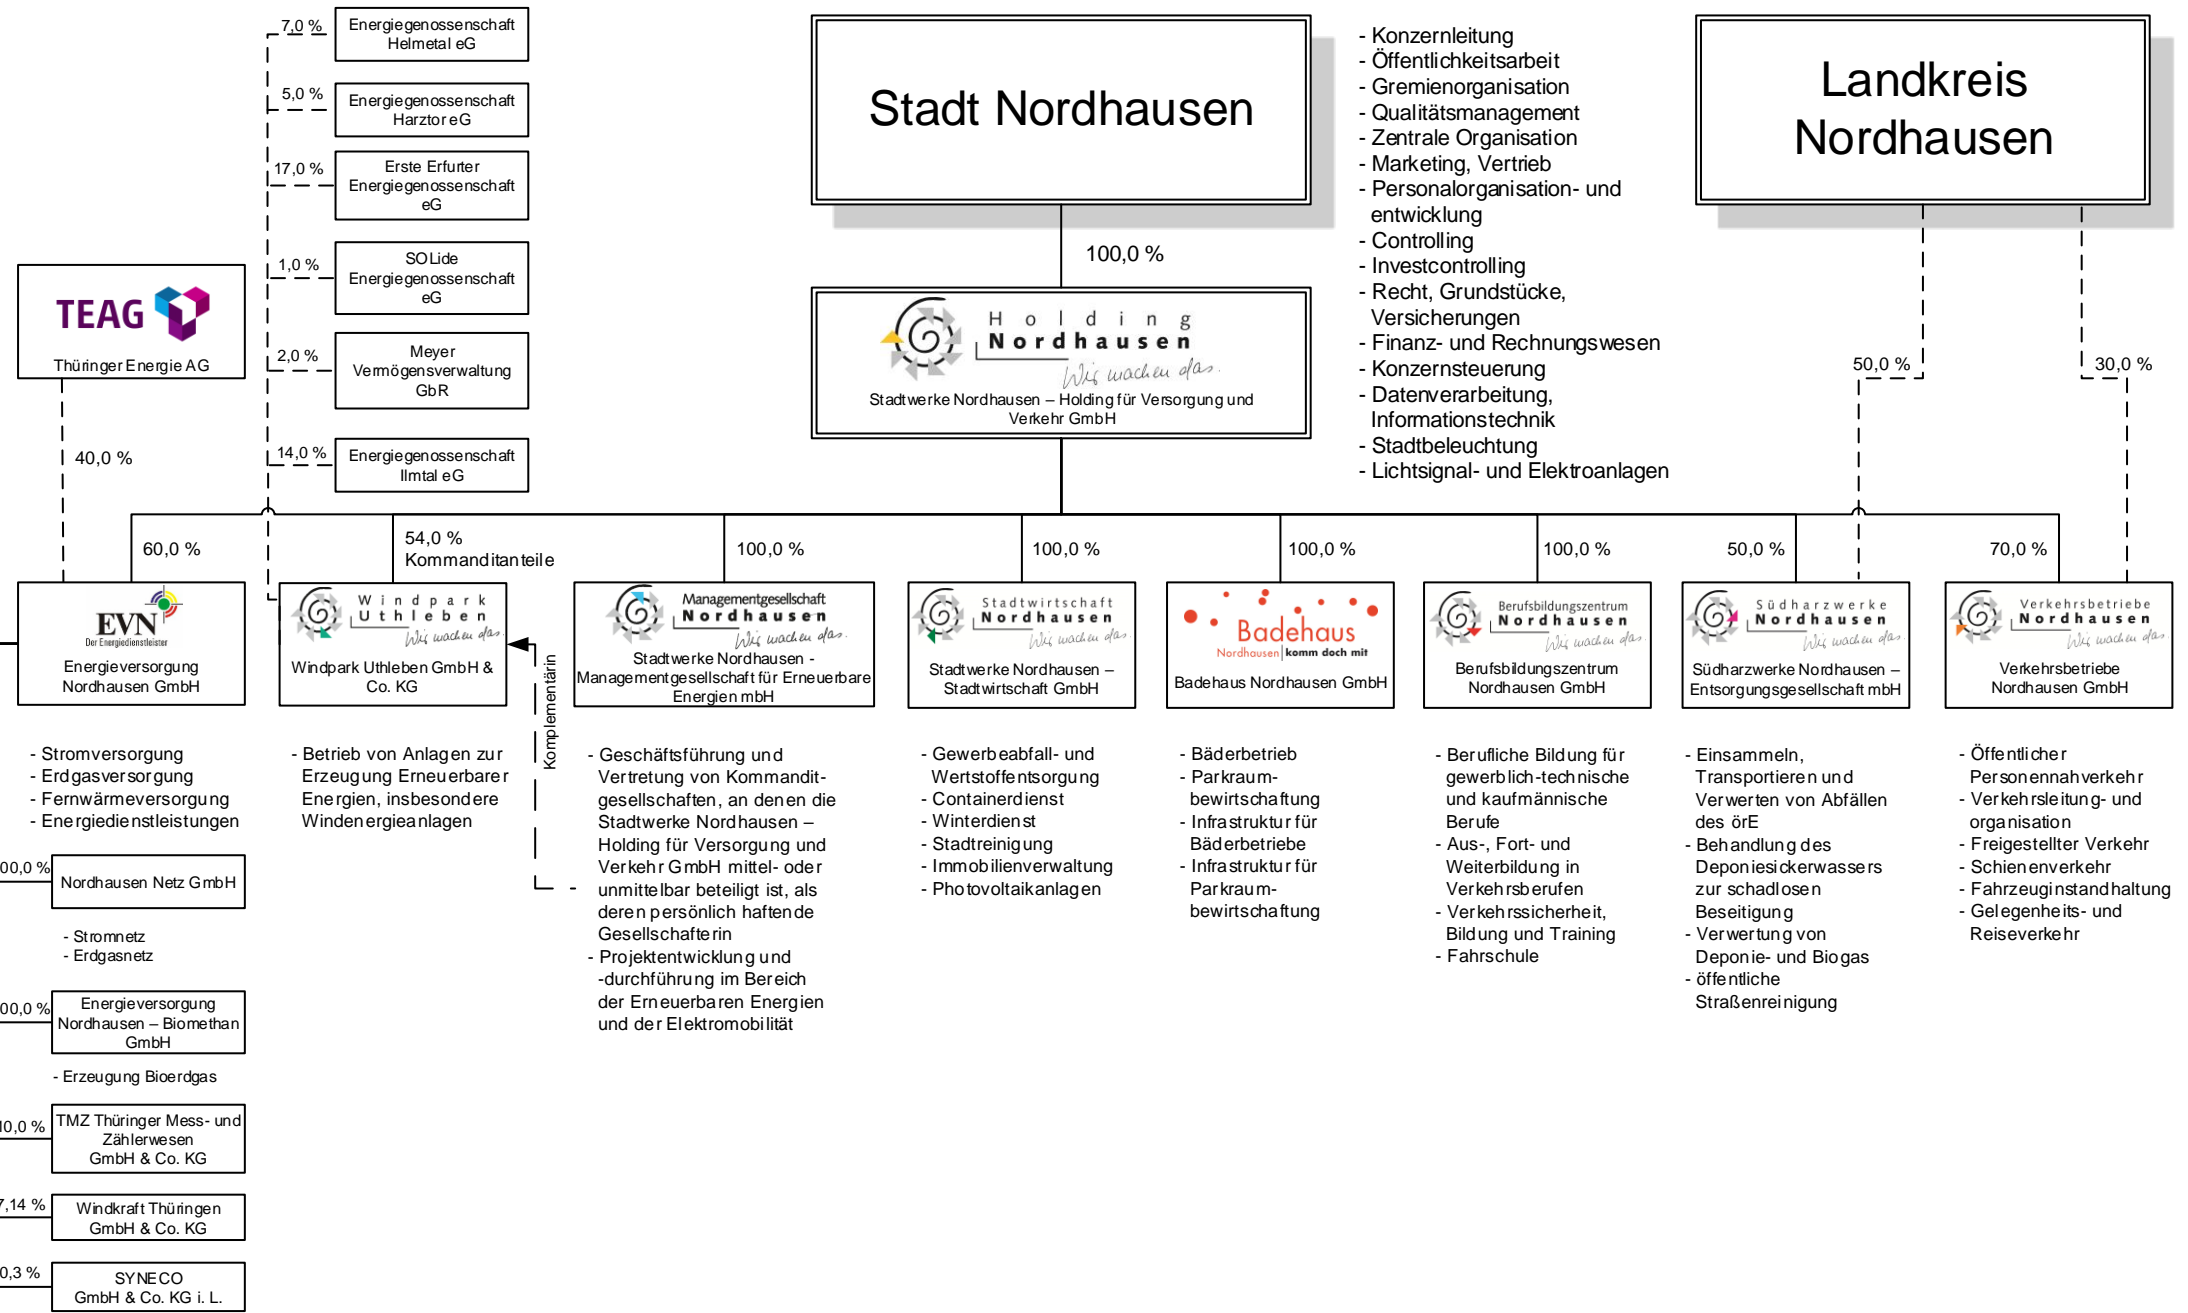 7,0 %
Energiegenossenschaft
Helmetal eG
5,0 %
Energiegenossenschaft
Harztor eG
17,0 %
Erste Erfurter
Energiegenossenschaft
eG
1,0 %
SOLide
Energiegenossenschaft
eG
2,0 %
Meyer
Vermögensverwaltung
GbR
14,0 %
Energiegenossenschaft
Ilmtal eG
TEAG
Thüringer Energie AG
40,0 %
Stadt Nordhausen
100,0 %
Holding
Nordhausen
Wir machen das.
Stadtwerke Nordhausen – Holding für Versorgung und
Verkehr GmbH
- Konzernleitung
- Öffentlichkeitsarbeit
- Gremienorganisation
- Qualitätsmanagement
- Zentrale Organisation
- Marketing, Vertrieb
- Personalorganisation- und
entwicklung
- Controlling
- Investcontrolling
- Recht, Grundstücke,
Versicherungen
- Finanz- und Rechnungswesen
- Konzernsteuerung
- Datenverarbeitung,
Informationstechnik
- Stadtbeleuchtung
- Lichtsignal- und Elektroanlagen
Landkreis
Nordhausen
50,0 %
30,0 %
60,0 %
EVN
Der Energiedienstleister
Energieversorgung
Nordhausen GmbH
- Stromversorgung
- Erdgasversorgung
- Fernwärmeversorgung
- Energiedienstleistungen
00,0 %
Nordhausen Netz GmbH
- Stromnetz
- Erdgasnetz
00,0 %
Energieversorgung
Nordhausen – Biomethan
GmbH
- Erzeugung Bioerdgas
10,0 %
TMZ Thüringer Mess- und
Zählerwesen
GmbH & Co. KG
7,14 %
Windkraft Thüringen
GmbH & Co. KG
0,3 %
SYNECO
GmbH & Co. KG i. L.
54,0 %
Kommanditanteile
Windpark
Uthleben
Wir machen das.
Windpark Uthleben GmbH &
Co. KG
- Betrieb von Anlagen zur
Erzeugung Erneuerbarer
Energien, insbesondere
Windenergieanlagen
Komplementärin
100,0 %
Managementgesellschaft
Nordhausen
Wir machen das.
Stadtwerke Nordhausen -
Managementgesellschaft für Erneuerbare
Energien mbH
- Geschäftsführung und
Vertretung von Kommandit-
gesellschaften, an denen die
Stadtwerke Nordhausen –
Holding für Versorgung und
Verkehr GmbH mittel- oder
unmittelbar beteiligt ist, als
deren persönlich haftende
Gesellschafterin
- Projektentwicklung und
-durchführung im Bereich
der Erneuerbaren Energien
und der Elektromobilität
100,0 %
Stadtwirtschaft
Nordhausen
Wir machen das.
Stadtwerke Nordhausen –
Stadtwirtschaft GmbH
- Gewerbeabfall- und
Wertstoffentsorgung
- Containerdienst
- Winterdienst
- Stadtreinigung
- Immobilienverwaltung
- Photovoltaikanlagen
100,0 %
Badehaus
Nordhausen komm doch mit
Badehaus Nordhausen GmbH
- Bäderbetrieb
- Parkraum-
bewirtschaftung
- Infrastruktur für
Bäderbetriebe
- Infrastruktur für
Parkraum-
bewirtschaftung
100,0 %
Berufsbildungszentrum
Nordhausen
Wir machen das.
Berufsbildungszentrum
Nordhausen GmbH
- Berufliche Bildung für
gewerblich-technische
und kaufmännische
Berufe
- Aus-, Fort- und
Weiterbildung in
Verkehrsberufen
- Verkehrssicherheit,
Bildung und Training
- Fahrschule
50,0 %
Südharzwerke
Nordhausen
Wir machen das.
Südharzwerke Nordhausen –
Entsorgungsgesellschaft mbH
- Einsammeln,
Transportieren und
Verwerten von Abfällen
des örE
- Behandlung des
Deponiesickerwassers
zur schadlosen
Beseitigung
- Verwertung von
Deponie- und Biogas
- öffentliche
Straßenreinigung
70,0 %
Verkehrsbetriebe
Nordhausen
Wir machen das.
Verkehrsbetriebe
Nordhausen GmbH
- Öffentlicher
Personennahverkehr
- Verkehrsleitung- und
organisation
- Freigestellter Verkehr
- Schienenverkehr
- Fahrzeuginstandhaltung
- Gelegenheits- und
Reiseverkehr